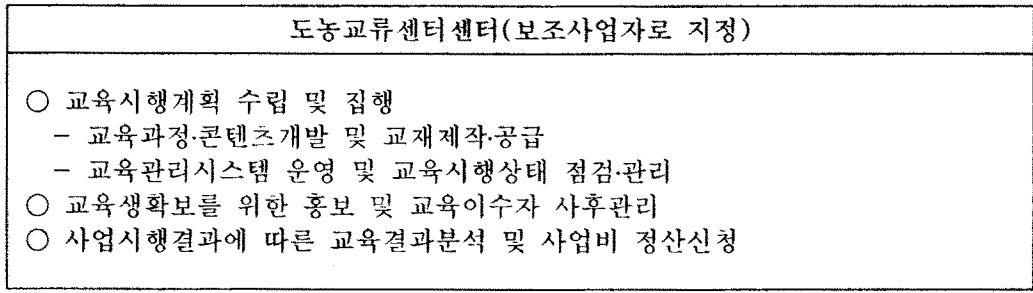 도농교류센터센터(보조사업자로 지정)
○ 교육시행계획 수립 및 집행
- 교육과정·콘텐츠개발 및 교재제작·공급
- 교육관리시스템 운영 및 교육시행상태 점검·관리
○ 교육생확보를 위한 홍보 및 교육이수자 사후관리
○ 사업시행결과에 따른 교육결과분석 및 사업비 정산신청